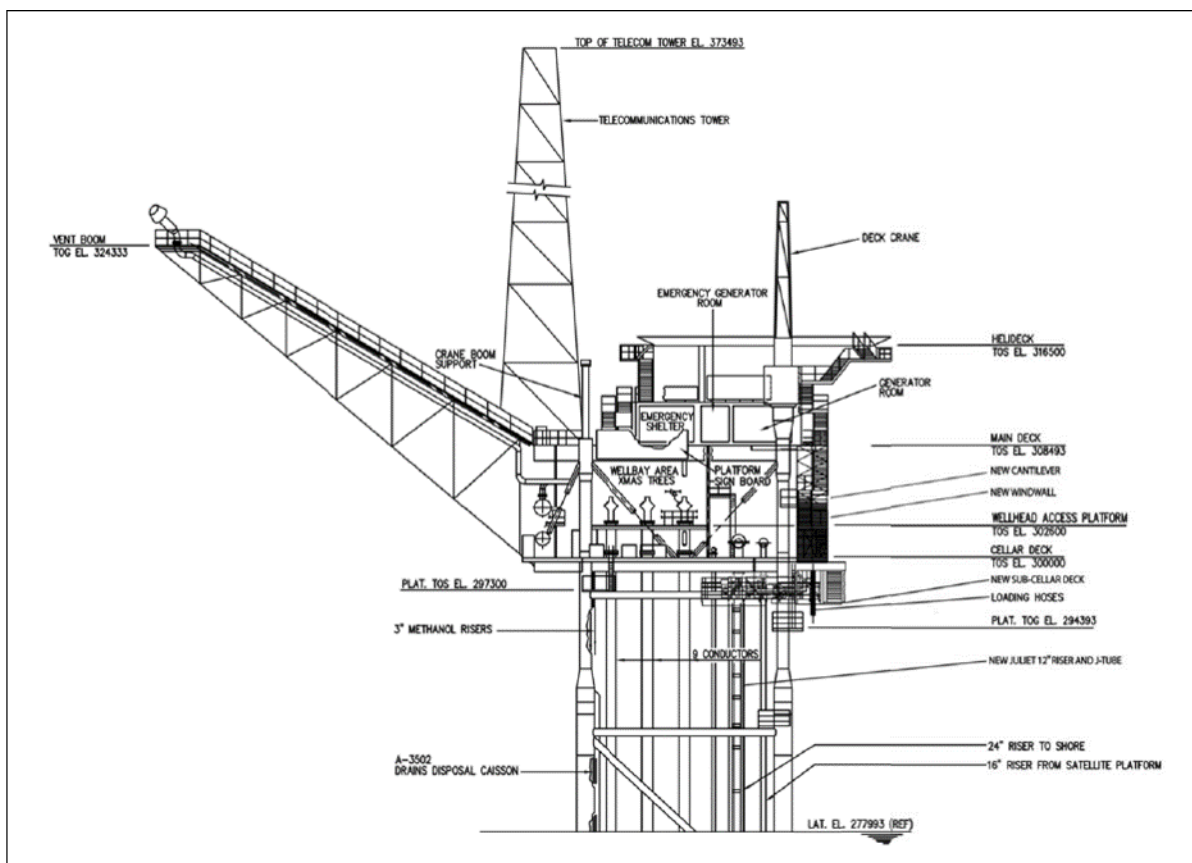 TOP OF TELECOM TOWER EL. 373493
TELECOMMUNICATIONS TOWER
DECK CRANE
VENT BOOM
TOG EL. 324333
EMERGENCY GENERATOR
ROOM
HELIDECK
TOS EL. 316500
CRANE BOOM
SUPPORT
GENERATOR
ROOM
EMERGENCY
SHELTER
MAIN DECK
TOS EL. 308493
WELLBAY AREA
XMAS TREES
PLATFORM
SIGN BOARD
NEW CANTILEVER
NEW WINDWALL
WELLHEAD ACCESS PLATFORM
TOS EL. 302600
CELLAR DECK
TOS EL. 300000
PLAT. TOS EL. 297300
NEW SUB-CELLAR DECK
LOADING HOSES
PLAT. TOG EL. 294393
3" METHANOL RISERS
9 CONDUCTORS
NEW JULIET 12" RISER AND J-TUBE
24" RISER TO SHORE
A-3502
DRAINS DISPOSAL CAISSON
16" RISER FROM SATELLITE PLATFORM
LAT. EL. 277993 (REF)